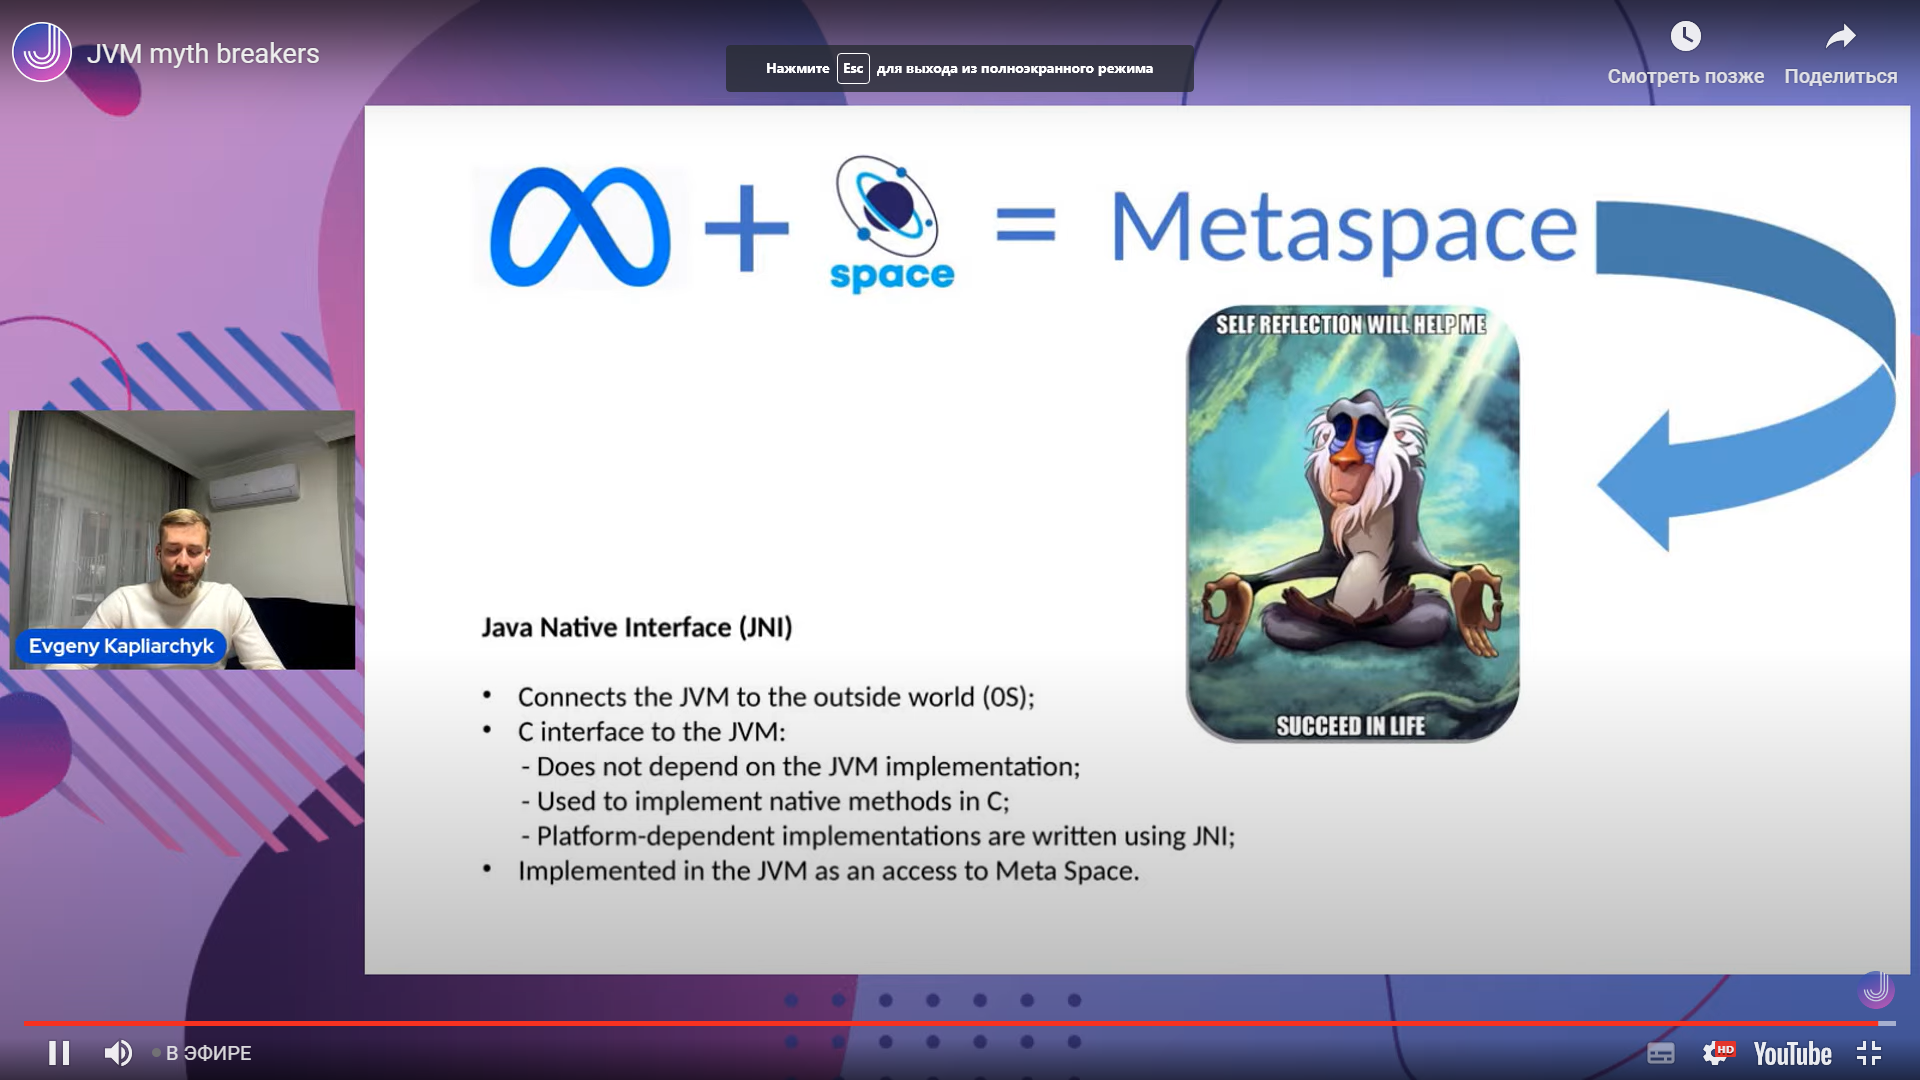 JVM myth breakers
Нажмите Esc для выхода из полноэкранного режима
Смотреть позже
Поделиться
space
=
Metaspace
SELF REFLECTION WILL HELP ME
SUCCEED IN LIFE
Evgeny Kapliarchyk
Java Native Interface (JNI)
• Connects the JVM to the outside world (0S);
• C interface to the JVM:
- Does not depend on the JVM implementation;
- Used to implement native methods in C;
- Platform-dependent implementations are written using JNI;
• Implemented in the JVM as an access to Meta Space.
В ЭФИРЕ
HD
YouTube